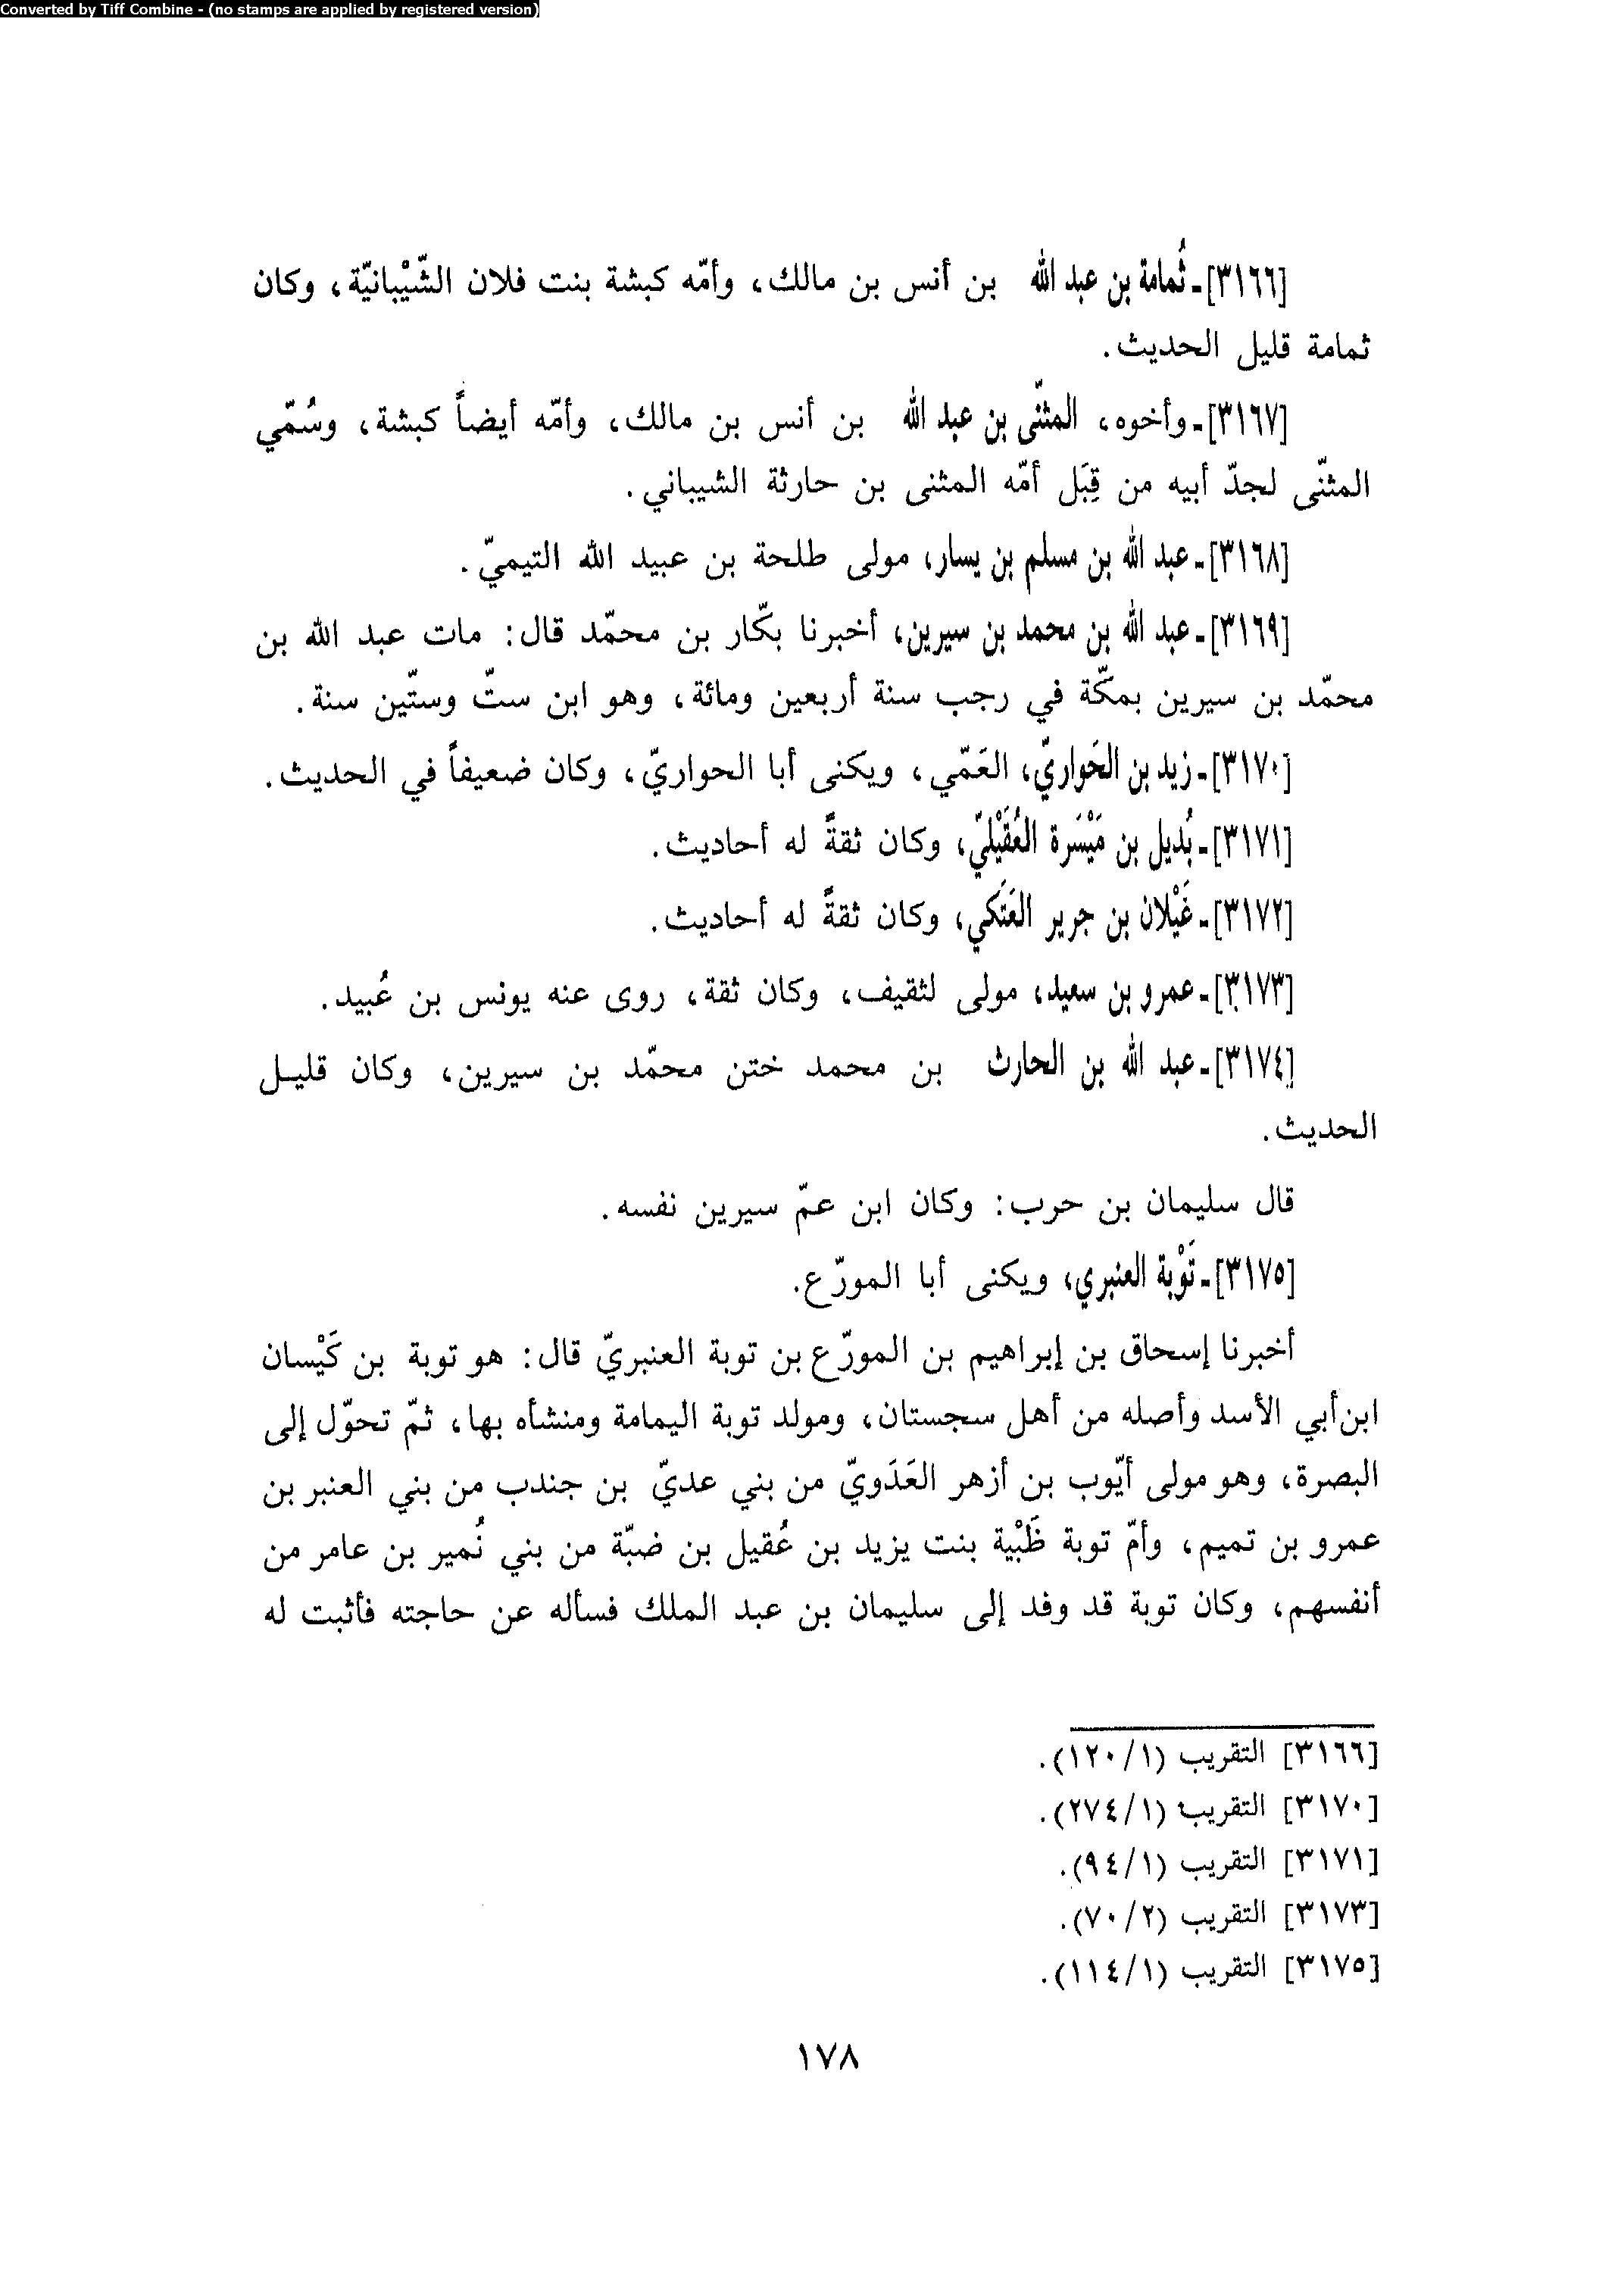 Converted by Tiff Combine - (no stamps are applied by registered version)
[٣١٦٦]ـ ثُمامة بن عبد الله بن أنس بن مالك، وأمّه كبشة بنت فلان الشّيْبانيّة، وكان
ثمامة قليل الحديث.
[٣١٦٧]ـ وأخوه، المثنّى بن عبد الله بن أنس بن مالك، وأمّه أيضاً كبشة، وسُمّي
المثنّى لجدّ أبيه من قِبَل أمّه المثنى بن حارثة الشيباني.
[٣١٦٨]ـ عبد الله بن مسلم بن يسار، مولى طلحة بن عبيد الله التيميّ.
[٣١٦٩]ـ عبد الله بن محمد بن سيرين، أخبرنا بكّار بن محمّد قال: مات عبد الله بن
محمّد بن سيرين بمكّة في رجب سنة أربعين ومائة، وهو ابن ستّ وستّين سنة.
[٣١٧٠]ـ زيد بن الحَواريّ، العَمّي، ويكنى أبا الحواريّ، وكان ضعيفاً في الحديث.
[٣١٧١]ـ بُديل بن مَيْسَرة العُقَيْليّ، وكان ثقةً له أحاديث.
[٣١٧٢]ـ غَيْلان بن جرير العَتَكي، وكان ثقةً له أحاديث.
[٣١٧٣]ـ عمرو بن سعيد، مولى لثقيف، وكان ثقة، روى عنه يونس بن عُبيد.
[٣١٧٤]ـ عبد الله بن الحارث بن محمد ختن محمّد بن سيرين، وكان قليل
الحديث.
قال سليمان بن حرب: وكان ابن عمّ سيرين نفسه.
[٣١٧٥]ـ تَوْبة العنبري، ويكنى أبا المورّع.
أخبرنا إسحاق بن إبراهيم بن المورّع بن توبة العنبريّ قال: هو توبة بن كَيْسان
ابن أبي الأسد وأصله من أهل سجستان، ومولد توبة اليمامة ومنشأه بها، ثمّ تحوّل إلى
البصرة، وهو مولى أيّوب بن أزهر العَدَويّ من بني عديّ بن جندب من بني العنبر بن
عمرو بن تميم، وأمّ توبة ظَبْية بنت يزيد بن عُقيل بن ضبّة من بني نُمير بن عامر من
أنفسهم، وكان توبة قد وفد إلى سليمان بن عبد الملك فسأله عن حاجته فأثبت له
[٣١٦٦] التقريب (١/١٢٠).
[٣١٧٠] التقريب (١/٢٧٤).
[٣١٧١] التقريب (١/٩٤).
[٣١٧٣] التقريب (٢/٧٠).
[٣١٧٥] التقريب (١/١١٤).
١٧٨